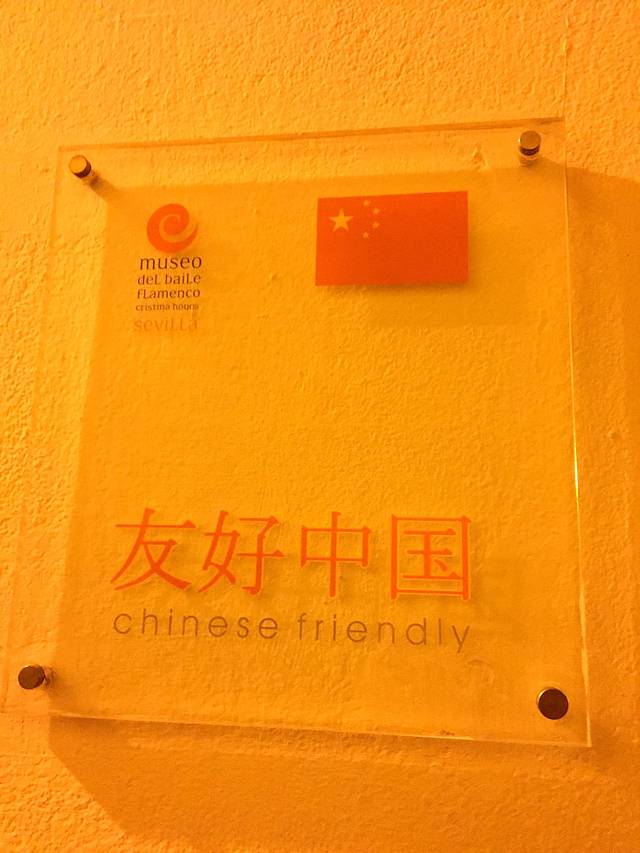 museo
del baile
flamenco
cristina hoyos
sevilla
友好中国
chinese friendly